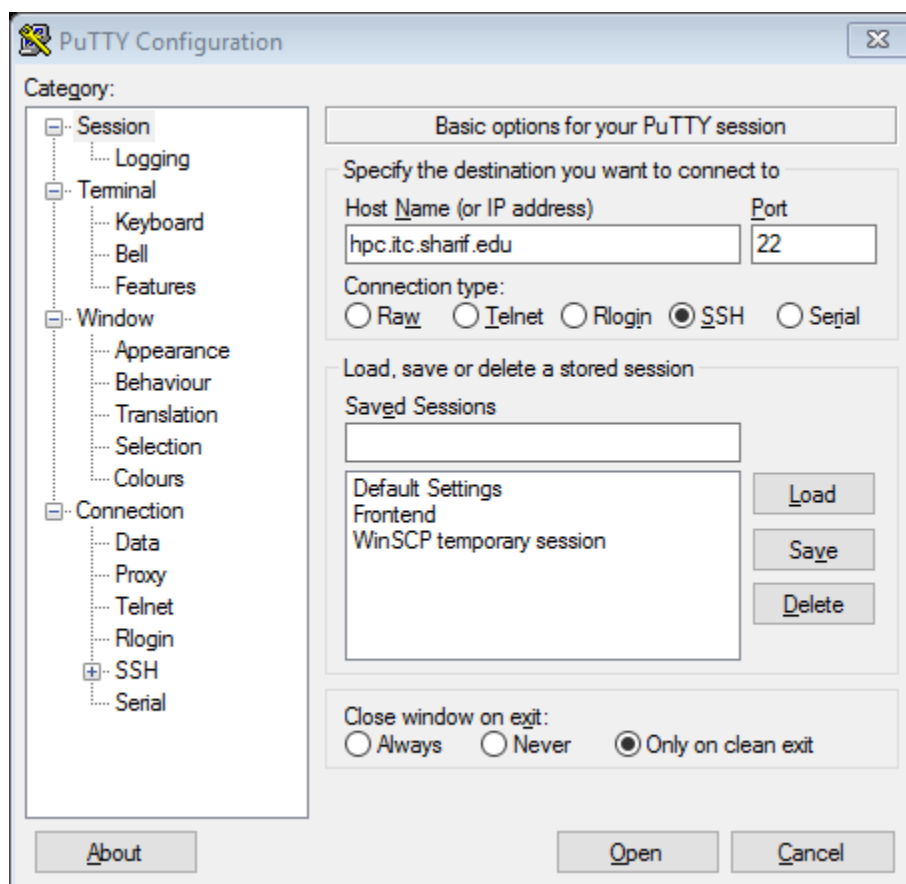 PuTTY Configuration
Category:
Session
Logging
Terminal
Keyboard
Bell
Features
Window
Appearance
Behaviour
Translation
Selection
Colours
Connection
Data
Proxy
Telnet
Rlogin
SSH
Serial
Basic options for your PuTTY session
Specify the destination you want to connect to
Host Name (or IP address) Port
hpc.itc.sharif.edu 22
Connection type:
Raw Telnet Rlogin SSH Serial
Load, save or delete a stored session
Saved Sessions
Default Settings
Frontend
WinSCP temporary session
Load
Save
Delete
Close window on exit:
Always Never Only on clean exit
About Open Cancel